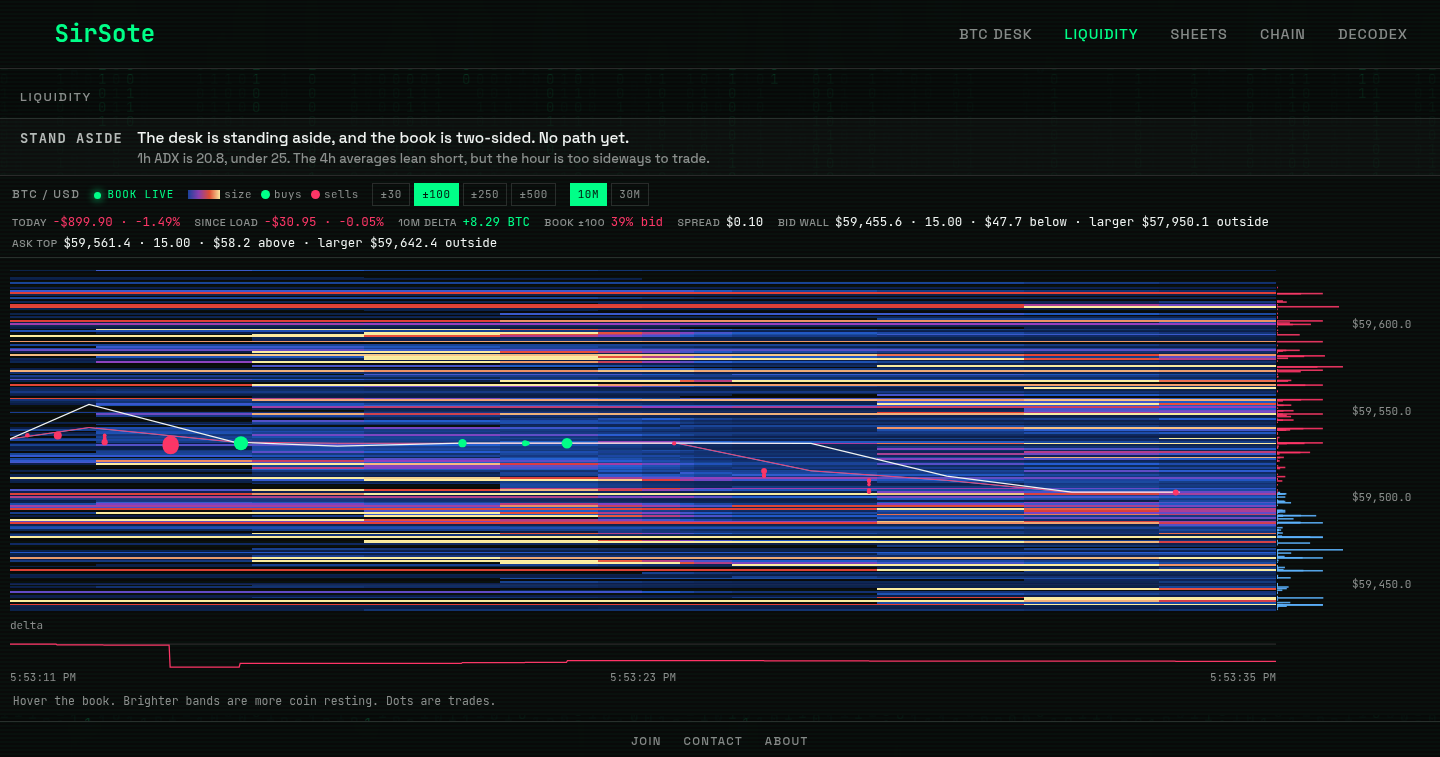 SirSote
BTC DESK LIQUIDITY SHEETS CHAIN DECODEX
LIQUIDITY
STAND ASIDE The desk is standing aside, and the book is two-sided. No path yet.
1h ADX is 20.8, under 25. The 4h averages lean short, but the hour is too sideways to trade.
BTC / USD BOOK LIVE size buys sells ±30 ±100 ±250 ±500 10M 30M
TODAY -$899.90 · -1.49% SINCE LOAD -$30.95 · -0.05% 10M DELTA +8.29 BTC BOOK ±100 39% bid SPREAD $0.10 BID WALL $59,455.6 · 15.00 · $47.7 below · larger $57,950.1 outside
ASK TOP $59,561.4 · 15.00 · $58.2 above · larger $59,642.4 outside
$59,600.0
$59,550.0
$59,500.0
$59,450.0
delta
5:53:11 PM 5:53:23 PM 5:53:35 PM
Hover the book. Brighter bands are more coin resting. Dots are trades.
JOIN CONTACT ABOUT